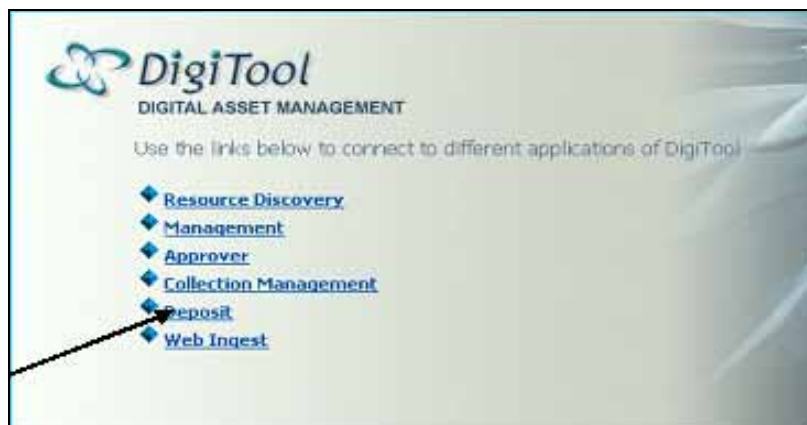 DigiTool
DIGITAL ASSET MANAGEMENT
Use the links below to connect to different applications of DigiTool
Resource Discovery
Management
Approver
Collection Management
Deposit
Web Ingest